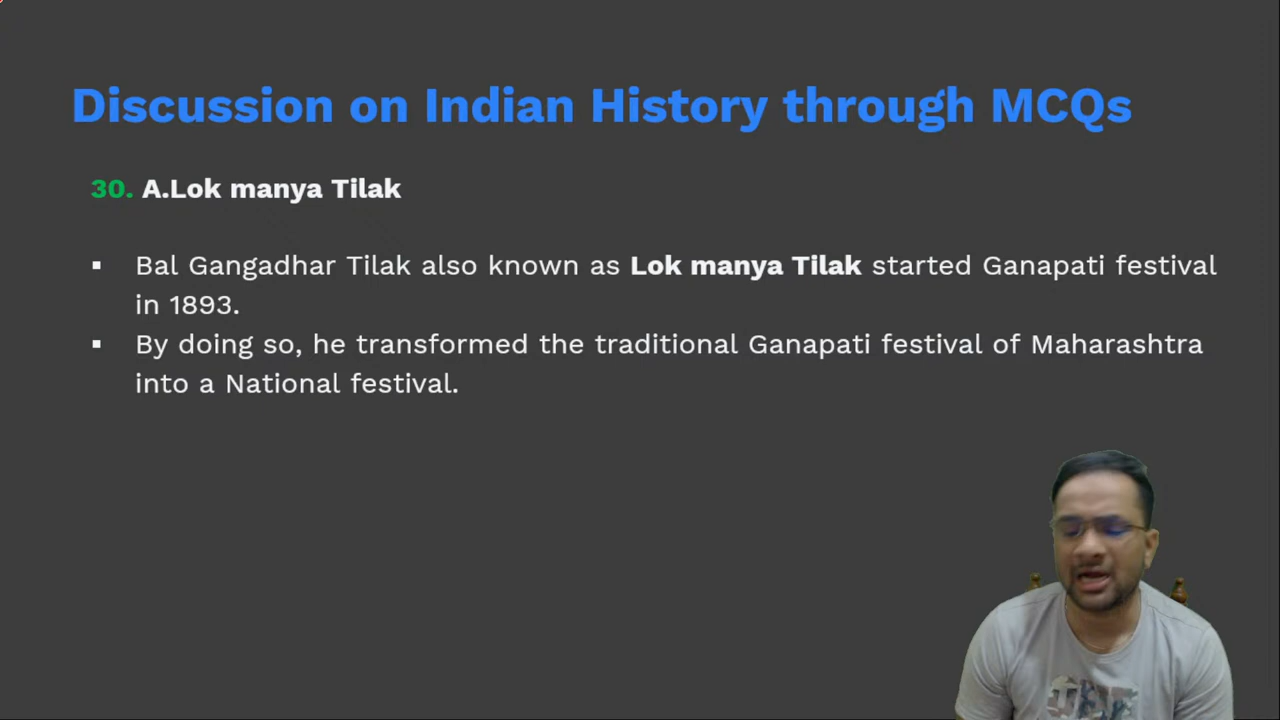 Discussion on Indian History through MCQs
30. A.Lok manya Tilak
▪ Bal Gangadhar Tilak also known as Lok manya Tilak started Ganapati festival
in 1893.
▪ By doing so, he transformed the traditional Ganapati festival of Maharashtra
into a National festival.